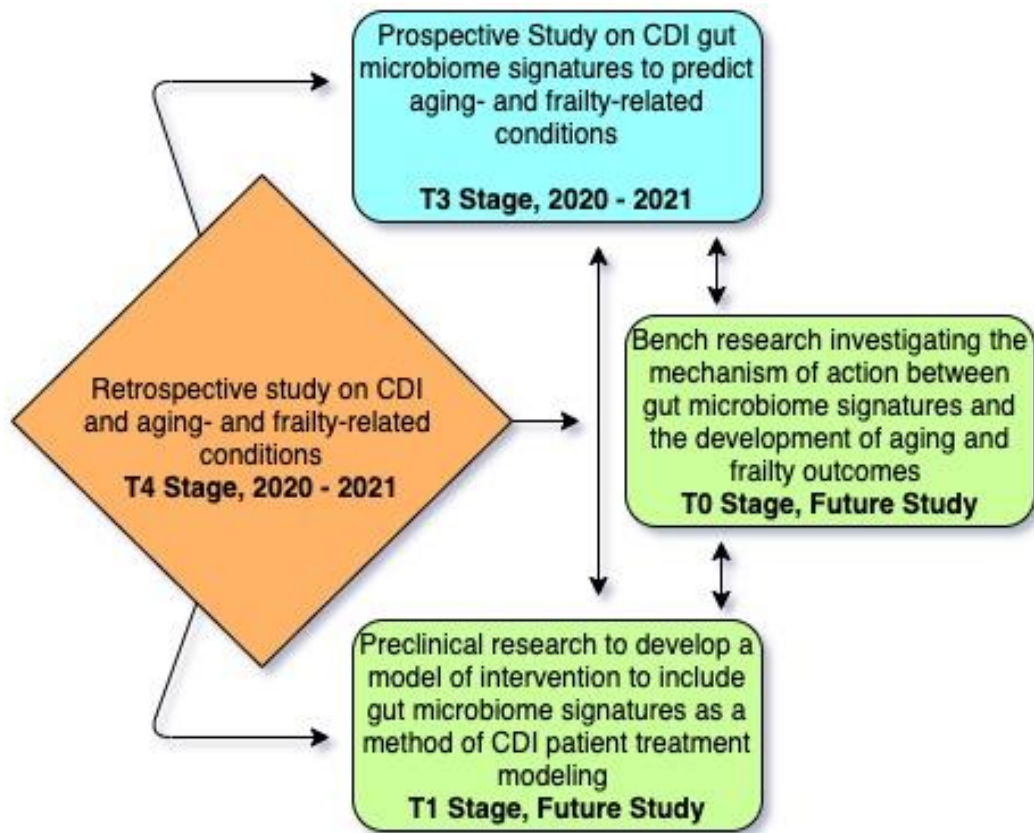 Prospective Study on CDI gut
microbiome signatures to predict
aging- and frailty-related
conditions
T3 Stage, 2020 - 2021
Retrospective study on CDI
and aging- and frailty-related
conditions
T4 Stage, 2020 - 2021
Bench research investigating the
mechanism of action between
gut microbiome signatures and
the development of aging and
frailty outcomes
T0 Stage, Future Study
Preclinical research to develop a
model of intervention to include
gut microbiome signatures as a
method of CDI patient treatment
modeling
T1 Stage, Future Study